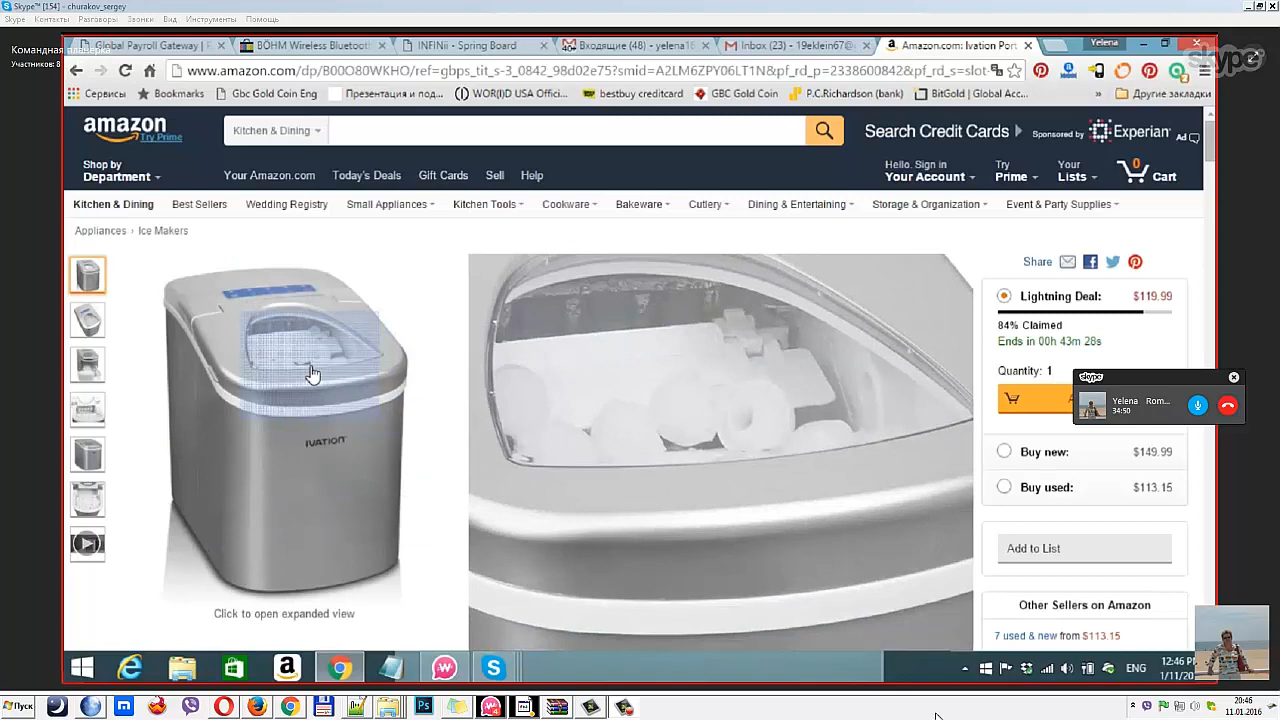 Skype™ [154] - churakov_sergey
Skype Контакты Разговоры Звонки Вид Инструменты Помощь
Global Payroll Gateway |
BÖHM Wireless Bluetooth
INFINii - Spring Board
Входящие (48) - yelena16
Inbox (23) - 19eklein67@
Amazon.com: Ivation Port
Yelena
www.amazon.com/dp/B00O80WKHO/ref=gbps_tit_s-3_0842_98d02e75?smid=A2LM6ZPY06LT1N&pf_rd_p=2338600842&pf_rd_s=slot-
Сервисы
Bookmarks
Gbc Gold Coin Eng
Презентация и под...
WOR(l)D USA Offici...
bestbuy creditcard
GBC Gold Coin
P.C.Richardson (bank)
BitGold | Global Acc...
»
Другие закладки
amazon
Try Prime
Kitchen & Dining
Search Credit Cards
Sponsored by
Experian
Ad
Shop by
Department
Your Amazon.com Today's Deals Gift Cards Sell Help
Hello. Sign in
Your Account
Try
Prime
Your
Lists
0
Cart
Kitchen & Dining Best Sellers Wedding Registry Small Appliances Kitchen Tools Cookware Bakeware Cutlery Dining & Entertaining Storage & Organization Event & Party Supplies
Appliances › Ice Makers
Share
IVATION
Click to open expanded view
Lightning Deal: $119.99
84% Claimed
Ends in 00h 43m 28s
Quantity: 1
skype
Yelena Rom...
34:50
Buy new: $149.99
Buy used: $113.15
Add to List
Other Sellers on Amazon
7 used & new from $113.15
ENG
12:46 PM
Пуск
20:46
11.01.2016